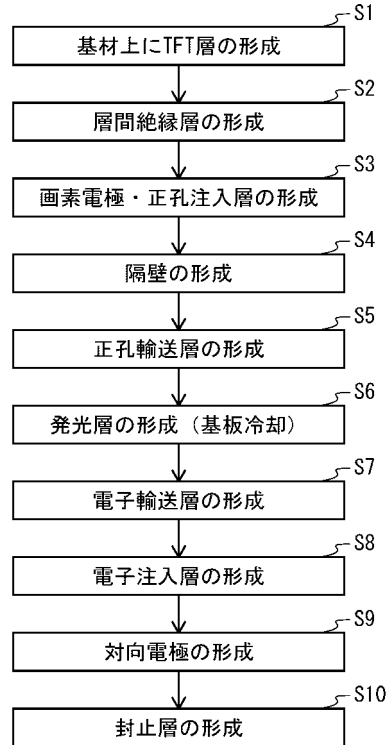 S1
基材上にTFT層の形成
S2
層間絶縁層の形成
S3
画素電極・正孔注入層の形成
S4
隔壁の形成
S5
正孔輸送層の形成
S6
発光層の形成（基板冷却）
S7
電子輸送層の形成
S8
電子注入層の形成
S9
対向電極の形成
S10
封止層の形成